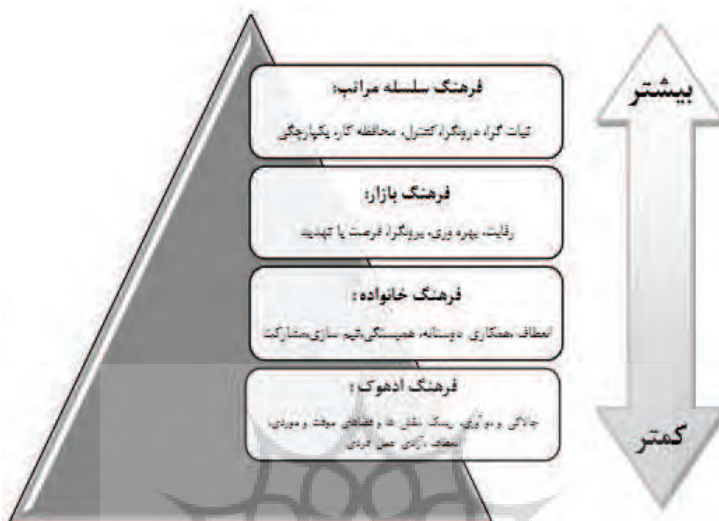 فرهنگ سلسله مراتب:
ثبات گرا، درونگرا، کنترل، محافظه کار، یکپارچگی
فرهنگ بازار:
رقابت، بهره وری، برونگرا، فرصت یا تهدید
فرهنگ خانواده:
انعطاف، همکاری دوستانه، همبستگی، تیم سازی، مشارکت
فرهنگ ادهوک:
چالاکی و نوآوری، ریسک، نقش ها و فضاهای موقت و موردی،
انعطاف، آزادی عمل فردی
بیشتر
کمتر